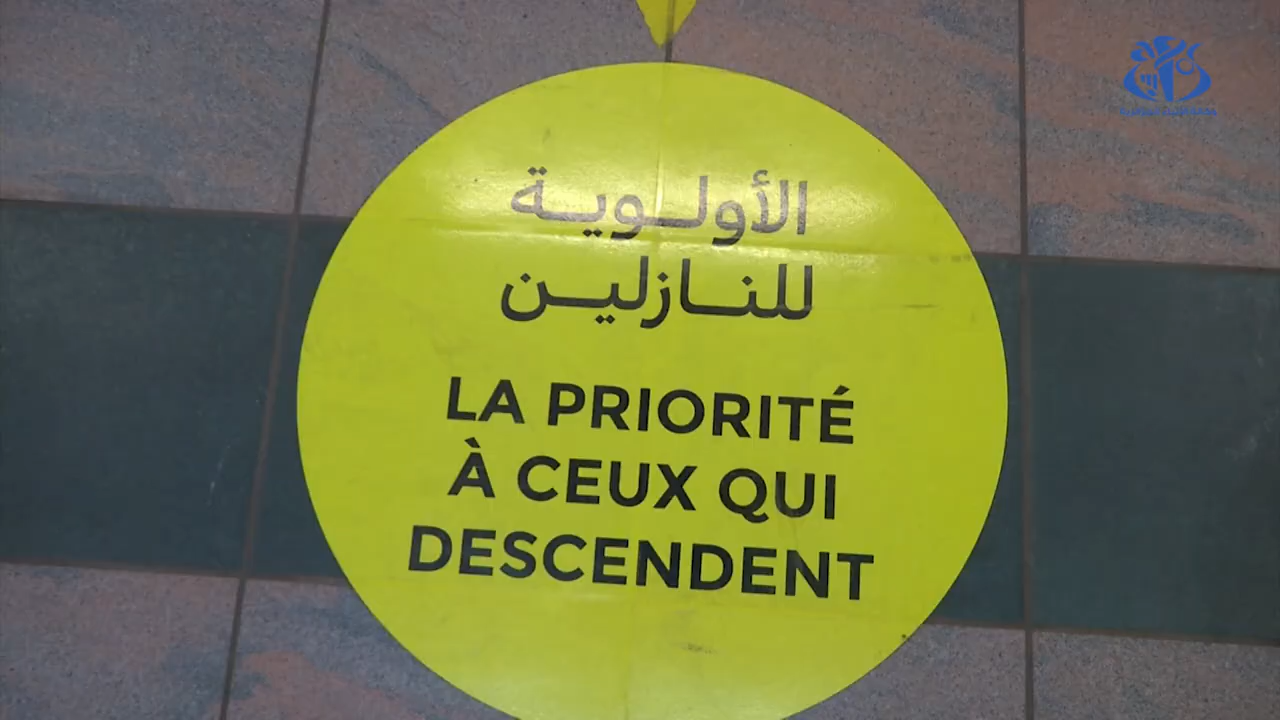 الأولوية
للنازلين
LA PRIORITÉ
À CEUX QUI
DESCENDENT